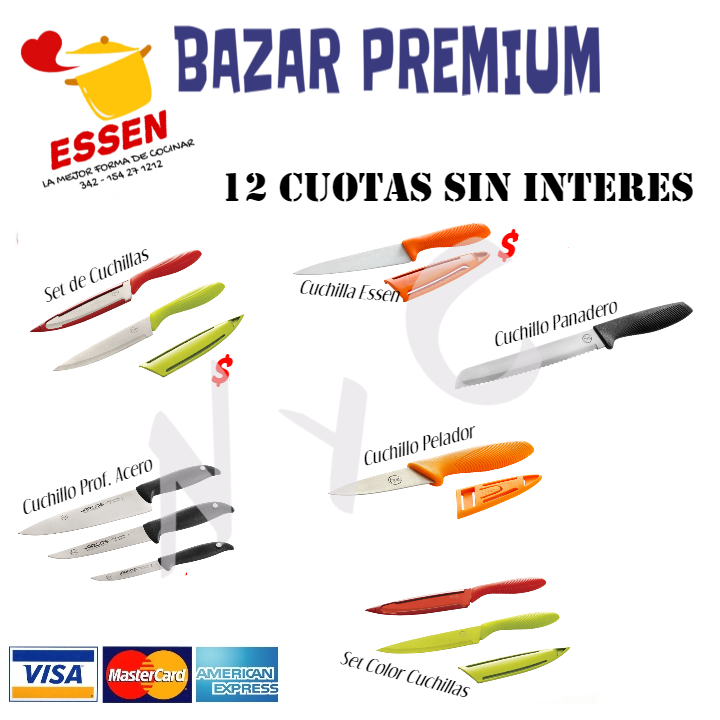 BAZAR PREMIUM
ESSEN
LA MEJOR FORMA DE COCINAR
342 - 154 27 1212
12 CUOTAS SIN INTERES
Set de Cuchillas
$
Cuchilla Essen
$
Cuchillo Panadero
Cuchillo Pelador
Cuchillo Prof. Acero
NyC
Set Color Cuchillas
VISA
MasterCard
AMERICAN
EXPRESS